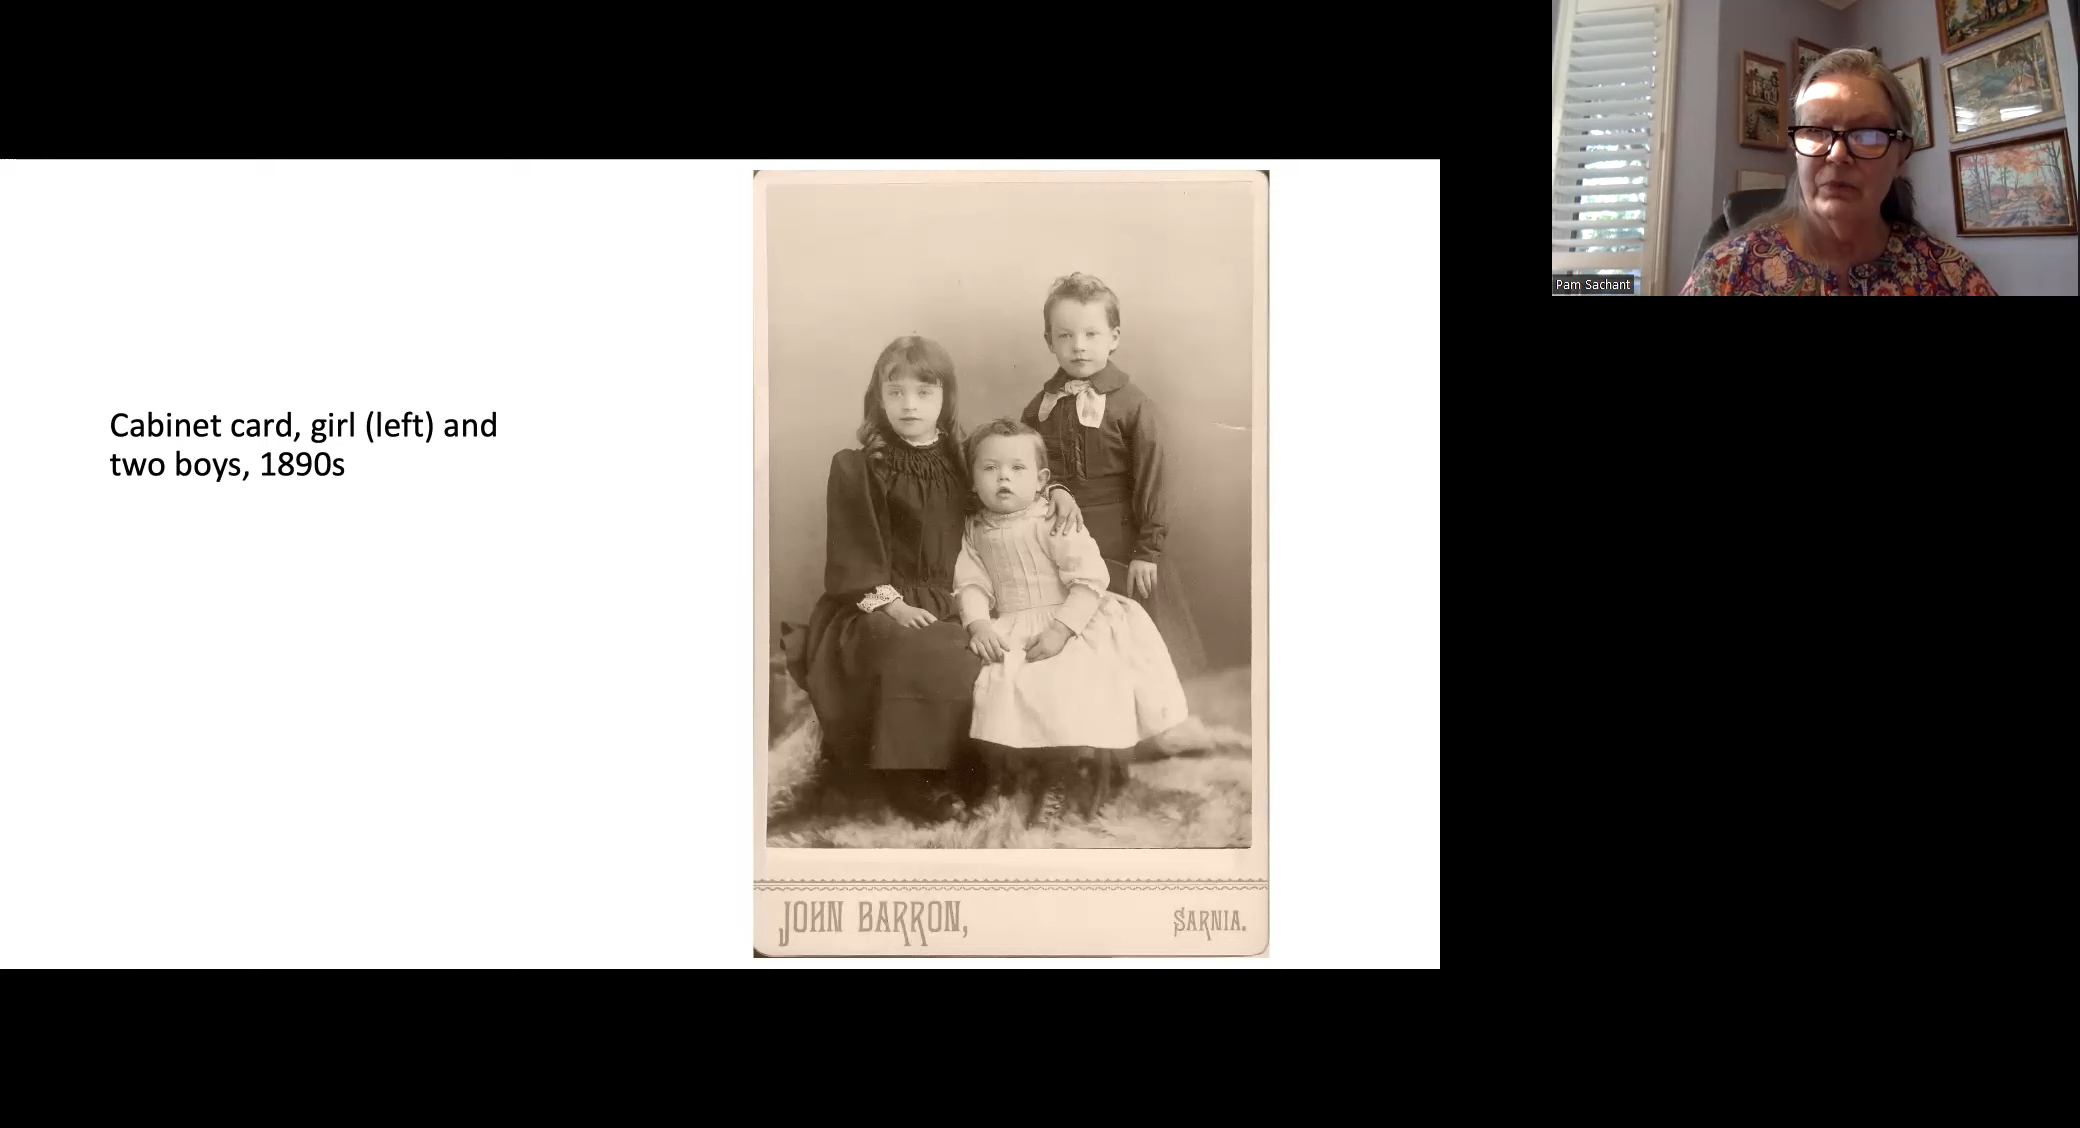 Pam Sachant
Cabinet card, girl (left) and
two boys, 1890s
JOHN BARRON,
SARNIA.